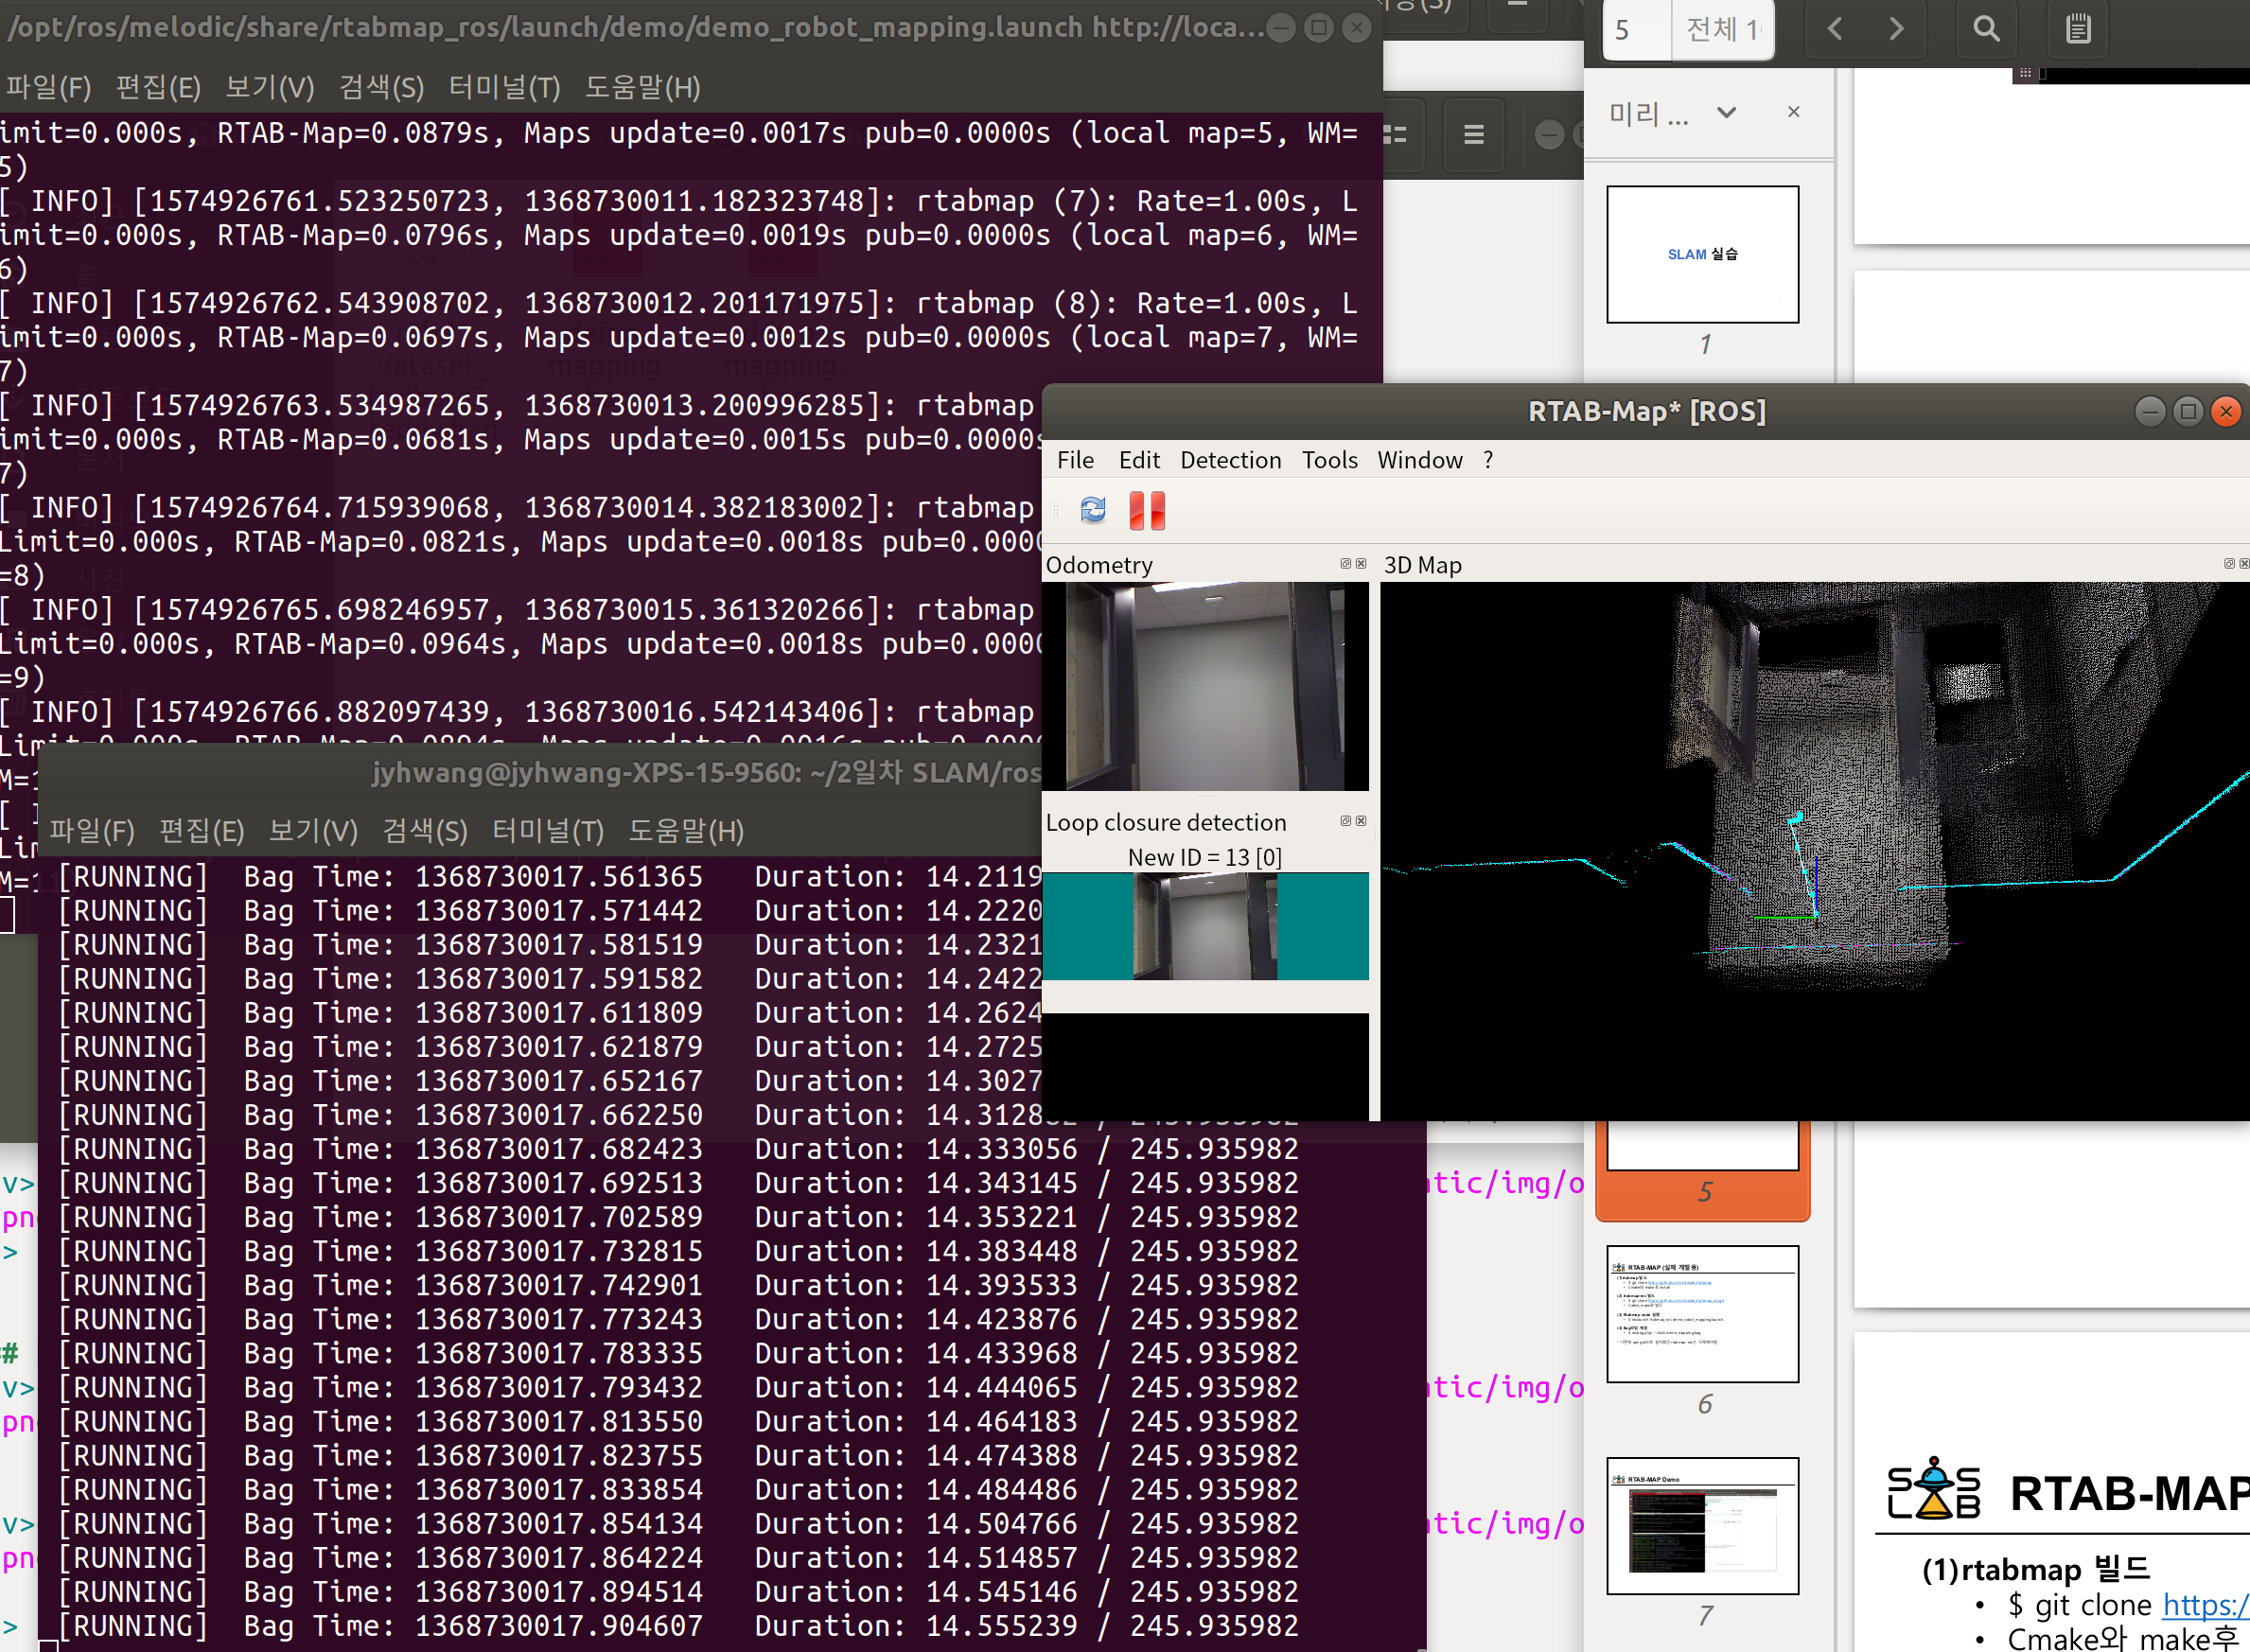 /opt/ros/melodic/share/rtabmap_ros/launch/demo/demo_robot_mapping.launch http://loca...
파일(F) 편집(E) 보기(V) 검색(S) 터미널(T) 도움말(H)
imit=0.000s, RTAB-Map=0.0879s, Maps update=0.0017s pub=0.0000s (local map=5, WM=
5)
[ INFO] [1574926761.523250723, 1368730011.182323748]: rtabmap (7): Rate=1.00s, L
imit=0.000s, RTAB-Map=0.0796s, Maps update=0.0019s pub=0.0000s (local map=6, WM=
6)
[ INFO] [1574926762.543908702, 1368730012.201171975]: rtabmap (8): Rate=1.00s, L
imit=0.000s, RTAB-Map=0.0697s, Maps update=0.0012s pub=0.0000s (local map=7, WM=
7)
[ INFO] [1574926763.534987265, 1368730013.200996285]: rtabmap
imit=0.000s, RTAB-Map=0.0681s, Maps update=0.0015s pub=0.0000s
7)
[ INFO] [1574926764.715939068, 1368730014.382183002]: rtabmap
Limit=0.000s, RTAB-Map=0.0821s, Maps update=0.0018s pub=0.000
=8)
[ INFO] [1574926765.698246957, 1368730015.361320266]: rtabmap
Limit=0.000s, RTAB-Map=0.0964s, Maps update=0.0018s pub=0.000
=9)
[ INFO] [1574926766.882097439, 1368730016.542143406]: rtabmap
jyhwang@jyhwang-XPS-15-9560: ~/2일차 SLAM/ros
파일(F) 편집(E) 보기(V) 검색(S) 터미널(T) 도움말(H)
[RUNNING] Bag Time: 1368730017.561365 Duration: 14.2119
[RUNNING] Bag Time: 1368730017.571442 Duration: 14.2220
[RUNNING] Bag Time: 1368730017.581519 Duration: 14.2321
[RUNNING] Bag Time: 1368730017.591582 Duration: 14.2422
[RUNNING] Bag Time: 1368730017.611809 Duration: 14.2624
[RUNNING] Bag Time: 1368730017.621879 Duration: 14.2725
[RUNNING] Bag Time: 1368730017.652167 Duration: 14.3027
[RUNNING] Bag Time: 1368730017.662250 Duration: 14.3128
[RUNNING] Bag Time: 1368730017.682423 Duration: 14.333056 / 245.935982
[RUNNING] Bag Time: 1368730017.692513 Duration: 14.343145 / 245.935982
[RUNNING] Bag Time: 1368730017.702589 Duration: 14.353221 / 245.935982
[RUNNING] Bag Time: 1368730017.732815 Duration: 14.383448 / 245.935982
[RUNNING] Bag Time: 1368730017.742901 Duration: 14.393533 / 245.935982
[RUNNING] Bag Time: 1368730017.773243 Duration: 14.423876 / 245.935982
[RUNNING] Bag Time: 1368730017.783335 Duration: 14.433968 / 245.935982
[RUNNING] Bag Time: 1368730017.793432 Duration: 14.444065 / 245.935982
[RUNNING] Bag Time: 1368730017.813550 Duration: 14.464183 / 245.935982
[RUNNING] Bag Time: 1368730017.823755 Duration: 14.474388 / 245.935982
[RUNNING] Bag Time: 1368730017.833854 Duration: 14.484486 / 245.935982
[RUNNING] Bag Time: 1368730017.854134 Duration: 14.504766 / 245.935982
[RUNNING] Bag Time: 1368730017.864224 Duration: 14.514857 / 245.935982
[RUNNING] Bag Time: 1368730017.894514 Duration: 14.545146 / 245.935982
[RUNNING] Bag Time: 1368730017.904607 Duration: 14.555239 / 245.935982
RTAB-Map* [ROS]
File Edit Detection Tools Window ?
Odometry
3D Map
Loop closure detection
New ID = 13 [0]
tic/img/o
tic/img/o
tic/img/o
5 전체 1
미리 ...
SLAM 실습
1
5
RTAB-MAP (실제 개발용)
6
RTAB-MAP Demo
7
SLAB
RTAB-MAP
(1)rtabmap 빌드
• $ git clone https:/
• Cmake와 make후